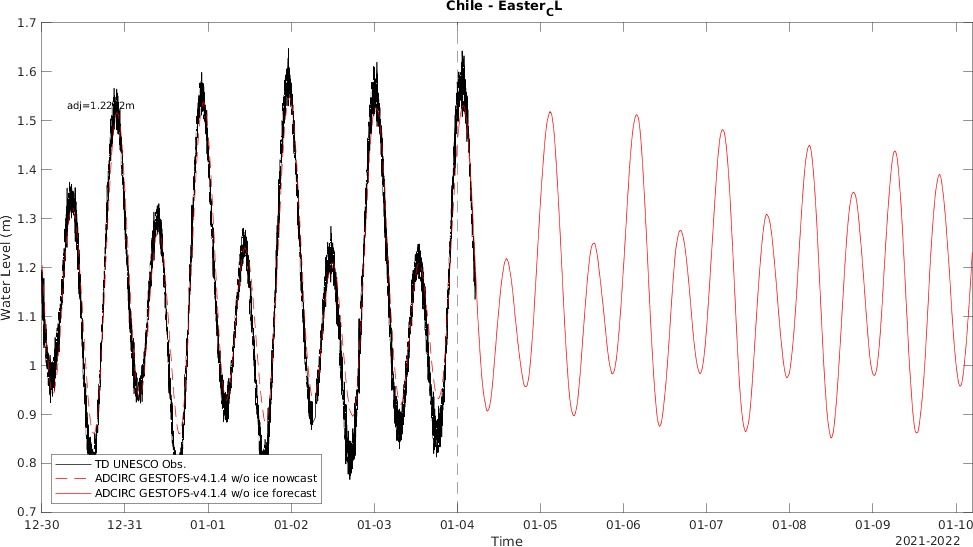 Chile - EasterCL
1.7
1.6
1.5
1.4
1.3
1.2
1.1
1
0.9
0.8
0.7
Water Level (m)
TD UNESCO Obs.
ADCIRC GESTOFS-v4.1.4 w/o ice nowcast
ADCIRC GESTOFS-v4.1.4 w/o ice forecast
12-30 12-31 01-01 01-02 01-03 01-04 01-05 01-06 01-07 01-08 01-09 01-10
Time
2021-2022